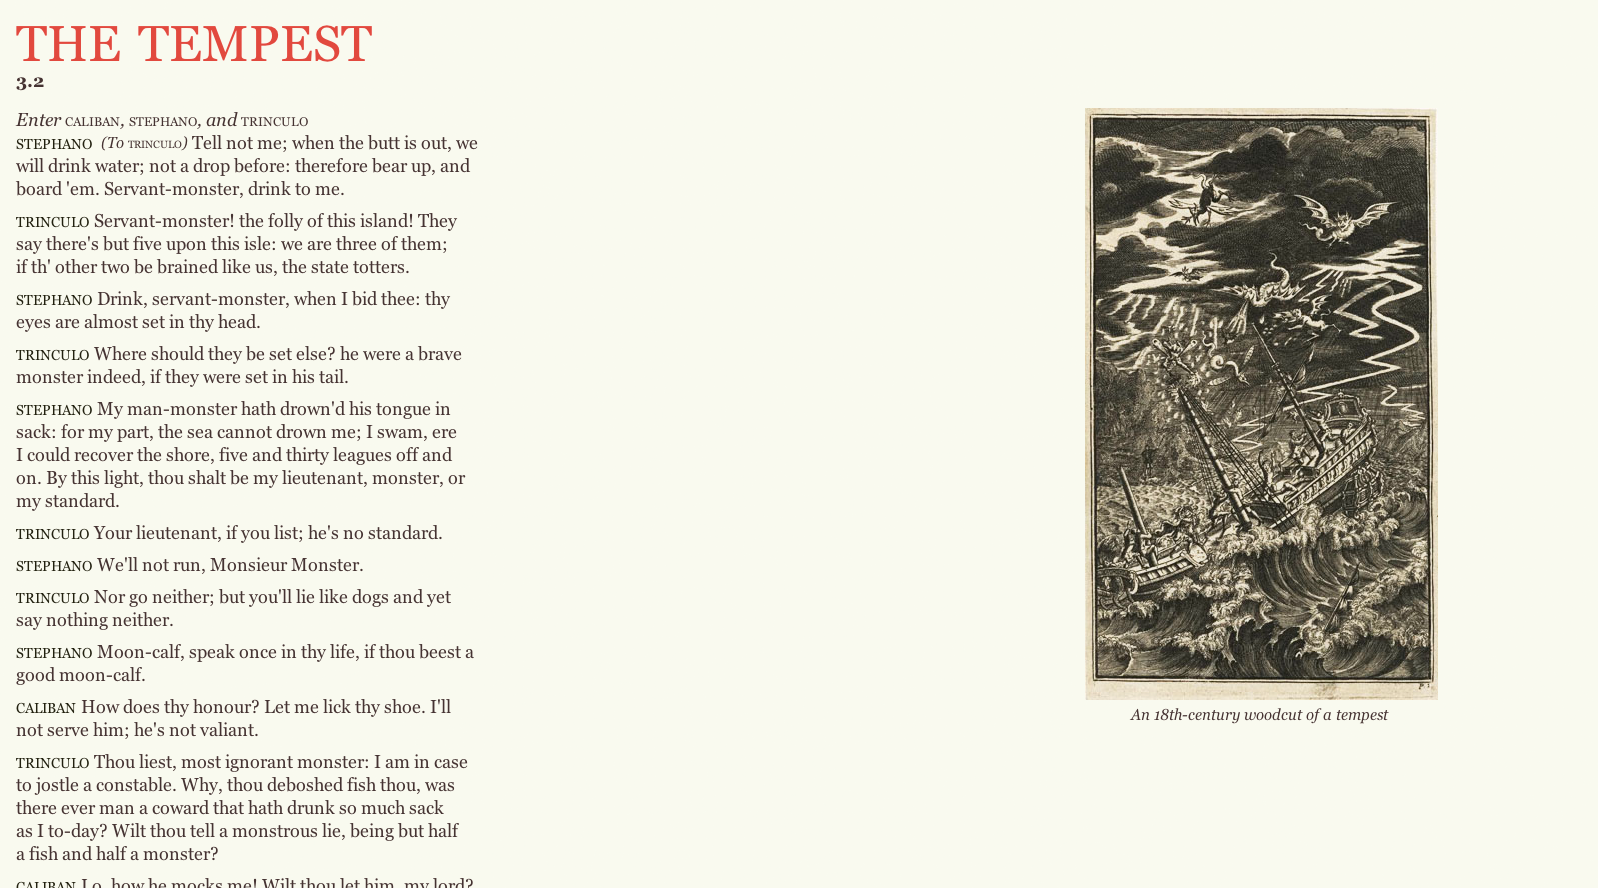 THE TEMPEST
3.2
Enter CALIBAN, STEPHANO, and TRINCULO
STEPHANO (To TRINCULO) Tell not me; when the butt is out, we
will drink water; not a drop before: therefore bear up, and
board 'em. Servant-monster, drink to me.
TRINCULO Servant-monster! the folly of this island! They
say there's but five upon this isle: we are three of them;
if th' other two be brained like us, the state totters.
STEPHANO Drink, servant-monster, when I bid thee: thy
eyes are almost set in thy head.
TRINCULO Where should they be set else? he were a brave
monster indeed, if they were set in his tail.
STEPHANO My man-monster hath drown'd his tongue in
sack: for my part, the sea cannot drown me; I swam, ere
I could recover the shore, five and thirty leagues off and
on. By this light, thou shalt be my lieutenant, monster, or
my standard.
TRINCULO Your lieutenant, if you list; he's no standard.
STEPHANO We'll not run, Monsieur Monster.
TRINCULO Nor go neither; but you'll lie like dogs and yet
say nothing neither.
STEPHANO Moon-calf, speak once in thy life, if thou beest a
good moon-calf.
CALIBAN How does thy honour? Let me lick thy shoe. I'll
not serve him; he's not valiant.
TRINCULO Thou liest, most ignorant monster: I am in case
to jostle a constable. Why, thou deboshed fish thou, was
there ever man a coward that hath drunk so much sack
as I to-day? Wilt thou tell a monstrous lie, being but half
a fish and half a monster?
CALIBAN Lo, how he mocks me! Wilt thou let him, my lord?
An 18th-century woodcut of a tempest